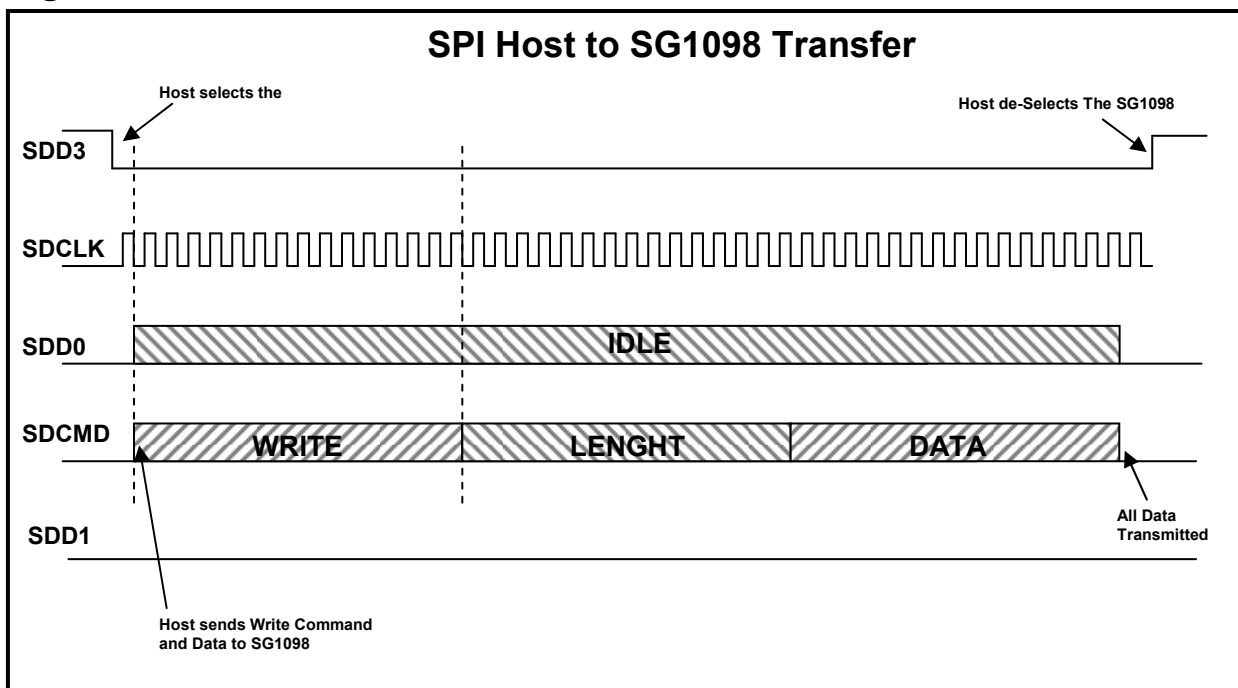 SPI Host to SG1098 Transfer
Host selects the
Host de-Selects The SG1098
SDD3
SDCLK
SDD0
IDLE
SDCMD
WRITE
LENGHT
DATA
SDD1
All Data
Transmitted
Host sends Write Command
and Data to SG1098